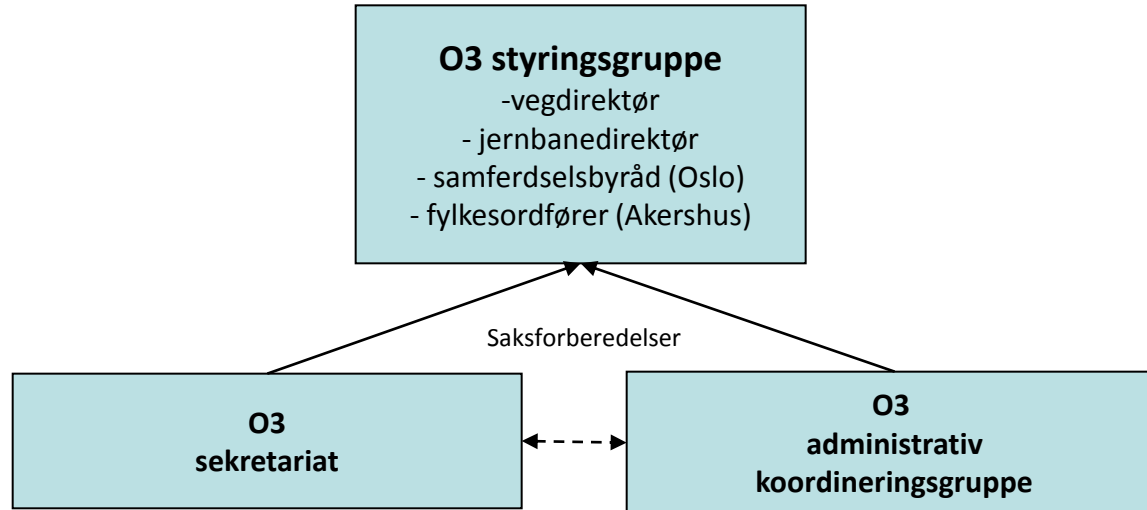 O3 styringsgruppe
-vegdirektør
- jernbanedirektør
- samferdselsbyråd (Oslo)
- fylkesordfører (Akershus)
Saksforberedelser
O3
sekretariat
O3
administrativ
koordineringsgruppe